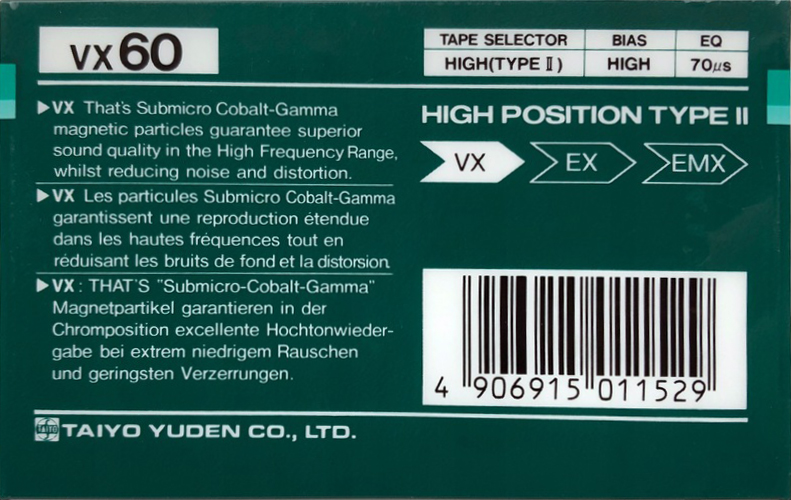 VX60
TAPE SELECTOR BIAS EQ
HIGH(TYPE II) HIGH 70µs
▶VX That's Submicro Cobalt-Gamma
magnetic particles guarantee superior
sound quality in the High Frequency Range,
whilst reducing noise and distortion.
▶VX Les particules Submicro Cobalt-Gamma
garantissent une reproduction étendue
dans les hautes fréquences tout en
réduisant les bruits de fond et la distorsion.
▶VX : THAT'S "Submicro-Cobalt-Gamma"
Magnetpartikel garantieren in der
Chromposition excellente Hochtonwieder-
gabe bei extrem niedrigem Rauschen
und geringsten Verzerrungen.
HIGH POSITION TYPE II
VX EX EMX
4 906915 011529
TAIYO YUDEN CO., LTD.